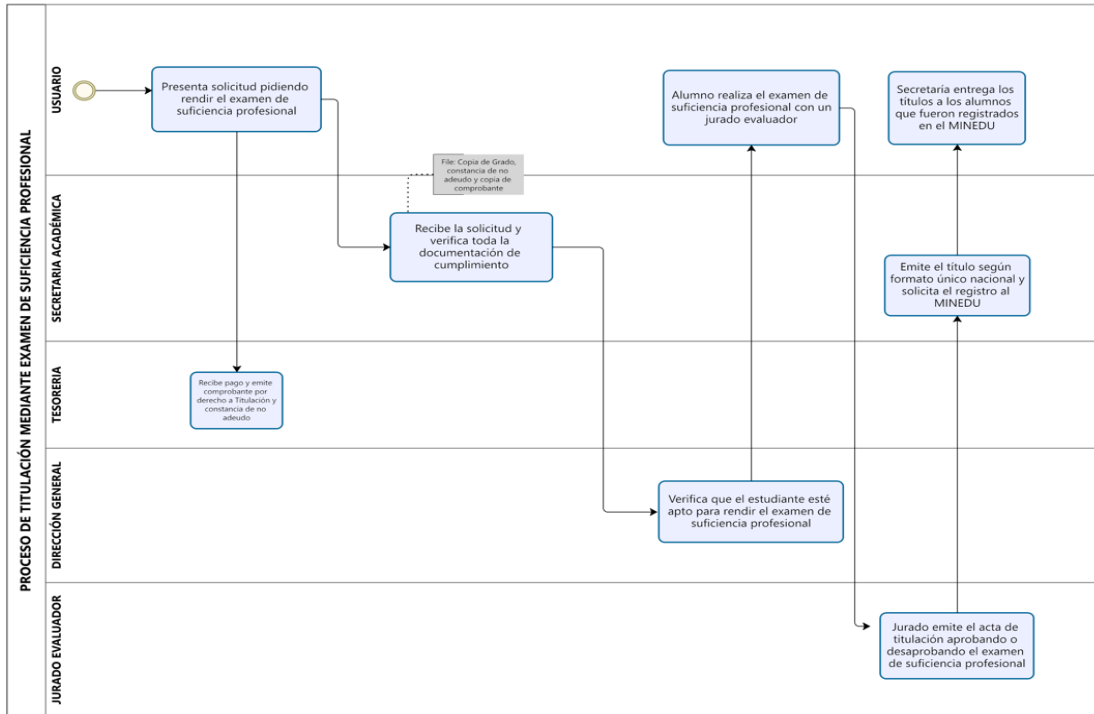 PROCESO DE TITULACIÓN MEDIANTE EXAMEN DE SUFICIENCIA PROFESIONAL
USUARIO
Presenta solicitud pidiendo
rendir el examen de
suficiencia profesional
Alumno realiza el examen de
suficiencia profesional con un
jurado evaluador
Secretaría entrega los
títulos a los alumnos
que fueron registrados
en el MINEDU
SECRETARIA ACADÉMICA
File: Copia de Grado,
constancia de no
adeudo y copia de
comprobante
Recibe la solicitud y
verifica toda la
documentación de
cumplimiento
Emite el título según
formato único nacional y
solicita el registro al
MINEDU
TESORERIA
Recibe pago y emite
comprobante por
derecho a Titulación y
constancia de no
adeudo
DIRECCIÓN GENERAL
Verifica que el estudiante esté
apto para rendir el examen de
suficiencia profesional
JURADO EVALUADOR
Jurado emite el acta de
titulación aprobando o
desaprobando el examen
de suficiencia profesional